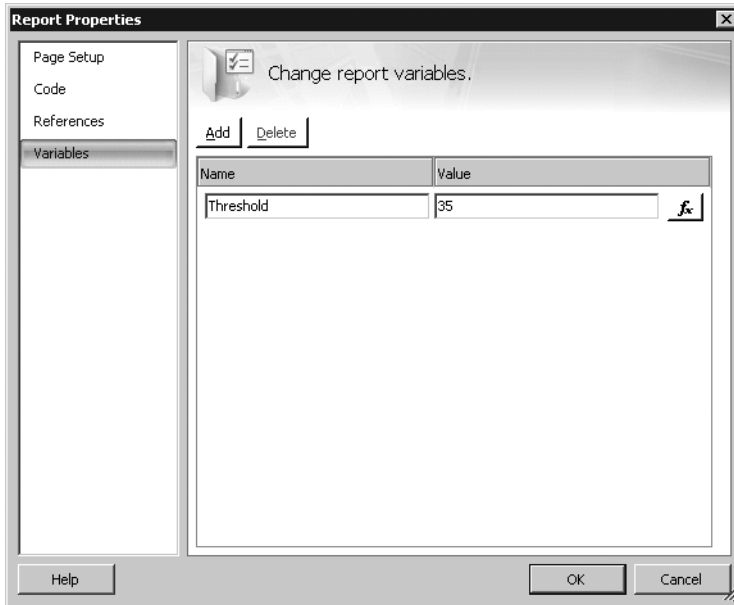 Report Properties
Page Setup
Code
References
Variables
Change report variables.
Add Delete
Name Value
Threshold 35 fx
Help OK Cancel